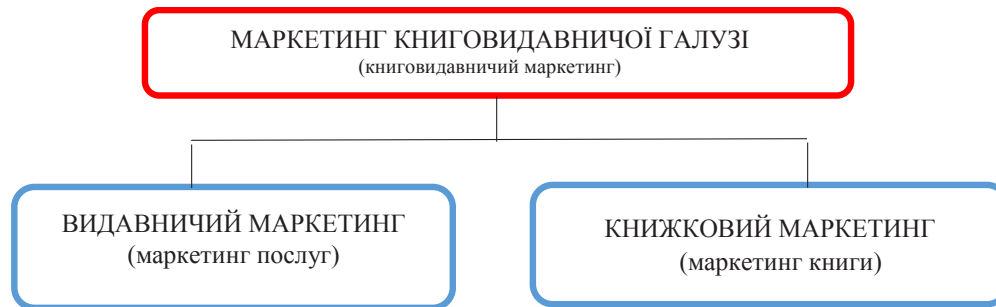 МАРКЕТИНГ КНИГОВИДАВНИЧОЇ ГАЛУЗІ
(книговидавничий маркетинг)
ВИДАВНИЧИЙ МАРКЕТИНГ
(маркетинг послуг)
КНИЖКОВИЙ МАРКЕТИНГ
(маркетинг книги)